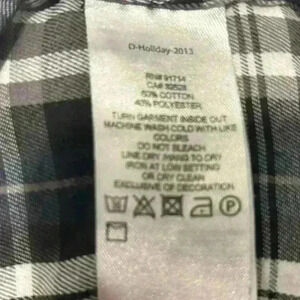 D-Holiday-2013
RN# 91714
CA# 32528
60% COTTON
40% POLYESTER
TURN GARMENT INSIDE OUT
MACHINE WASH COLD WITH LIKE
COLORS
DO NOT BLEACH
LINE DRY /HANG TO DRY
IRON AT LOW SETTING
OR DRY CLEAN
EXCLUSIVE OF DECORATION
P